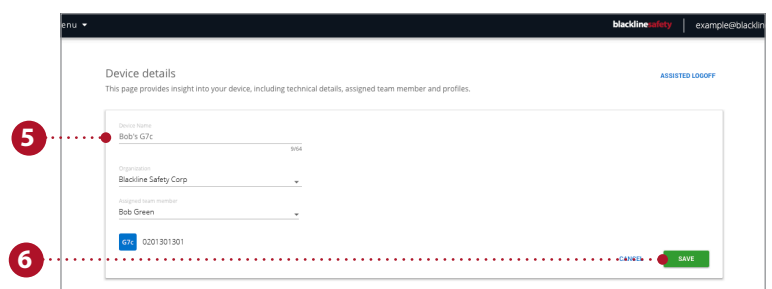 enu
blacklinesafety example@blacklin
Device details
ASSISTED LOGOFF
This page provides insight into your device, including technical details, assigned team member and profiles.
Device Name
5
Bob's G7c
9/64
Organization
Blackline Safety Corp
Assigned team member
Bob Green
G7c 0201301301
6
CANCEL SAVE